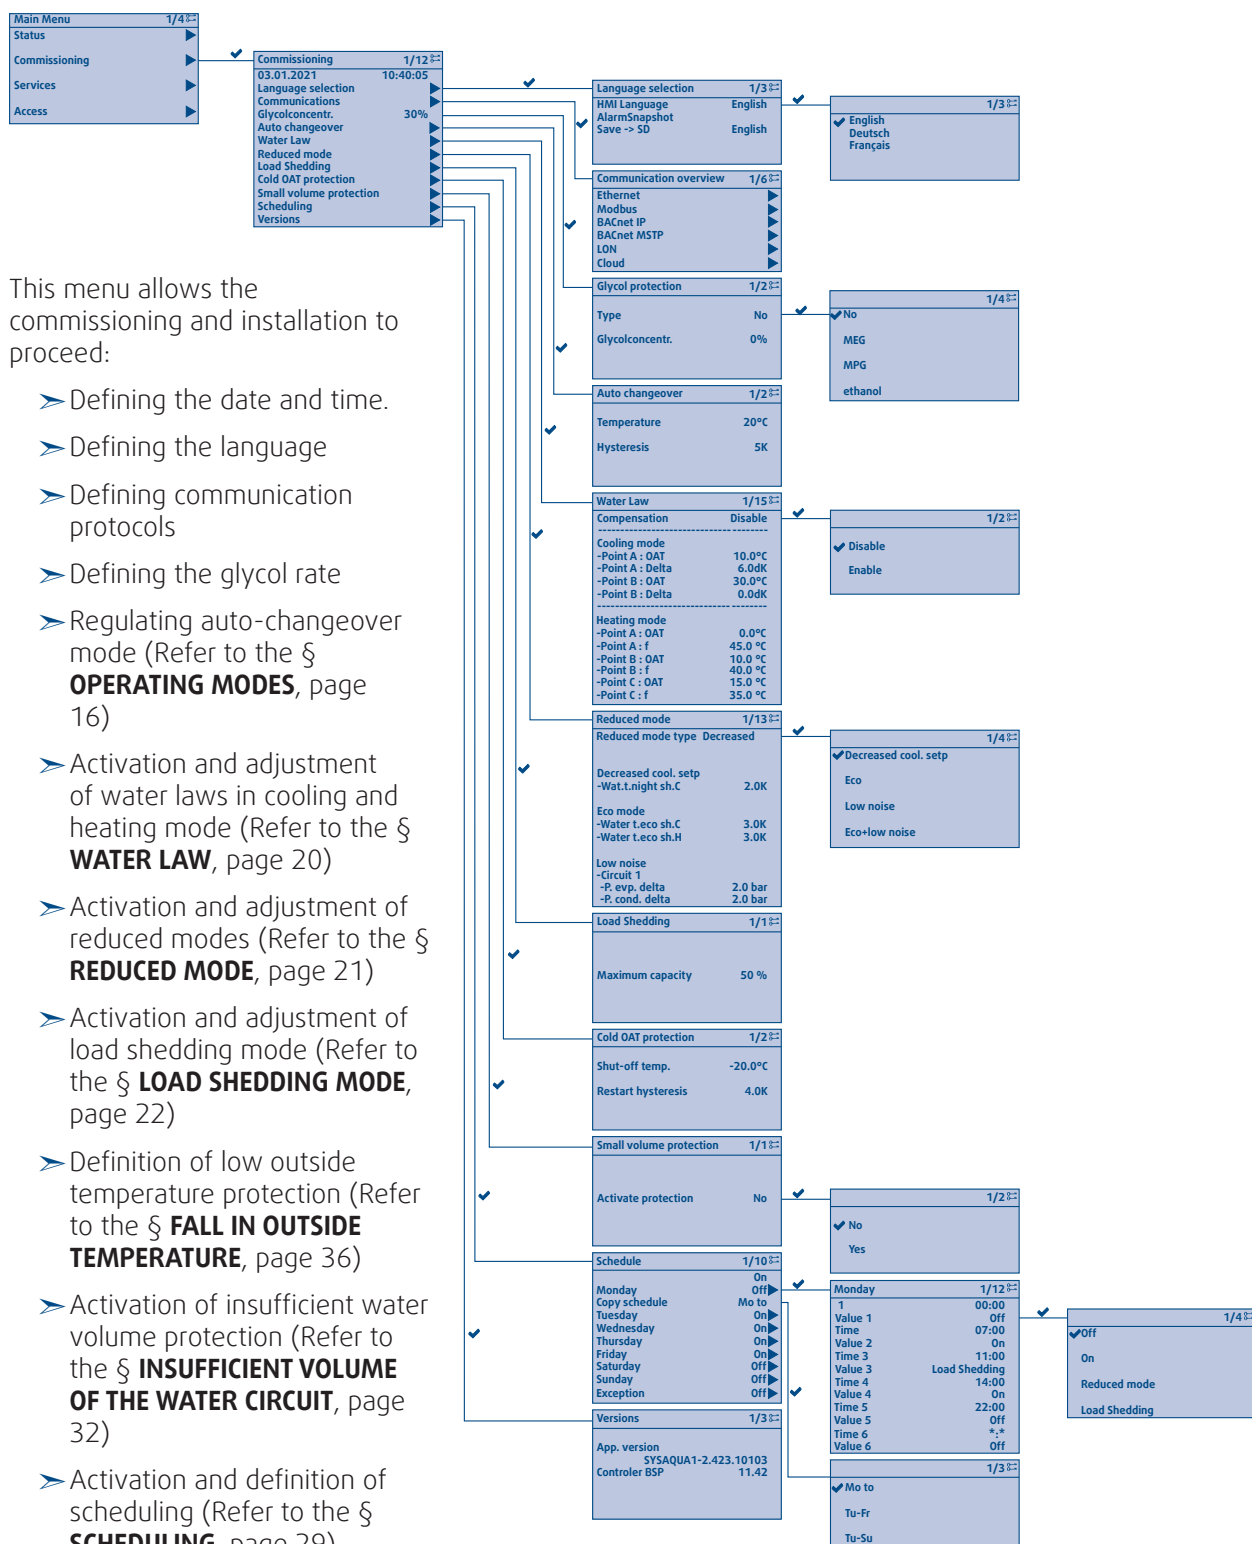 Main Menu 1/4
Status
Commissioning
Services
Access
Commissioning 1/12
03.01.2021 10:40:05
Language selection
Communications
Glycolconcentr. 30%
Auto changeover
Water Law
Reduced mode
Load Shedding
Cold OAT protection
Small volume protection
Scheduling
Versions
This menu allows the
commissioning and installation to
proceed:
➣ Defining the date and time.
➣ Defining the language
➣ Defining communication
protocols
➣ Defining the glycol rate
➣ Regulating auto-changeover
mode (Refer to the §
OPERATING MODES, page
16)
➣ Activation and adjustment
of water laws in cooling and
heating mode (Refer to the §
WATER LAW, page 20)
➣ Activation and adjustment of
reduced modes (Refer to the §
REDUCED MODE, page 21)
➣ Activation and adjustment of
load shedding mode (Refer to
the § LOAD SHEDDING MODE,
page 22)
➣ Definition of low outside
temperature protection (Refer
to the § FALL IN OUTSIDE
TEMPERATURE, page 36)
➣ Activation of insufficient water
volume protection (Refer to
the § INSUFFICIENT VOLUME
OF THE WATER CIRCUIT, page
32)
➣ Activation and definition of
scheduling (Refer to the §
SCHEDULING, page 29)
Language selection 1/3
HMI Language English
AlarmSnapshot
Save -> SD English
1/3
English
Deutsch
Français
Communication overview 1/6
Ethernet
Modbus
BACnet IP
BACnet MSTP
LON
Cloud
Glycol protection 1/2
Type No
Glycolconcentr. 0%
1/4
No
MEG
MPG
ethanol
Auto changeover 1/2
Temperature 20°C
Hysteresis 5K
Water Law 1/15
Compensation Disable
Cooling mode
-Point A : OAT 10.0°C
-Point A : Delta 6.0dK
-Point B : OAT 30.0°C
-Point B : Delta 0.0dK
Heating mode
-Point A : OAT 0.0°C
-Point A : f 45.0 °C
-Point B : OAT 10.0 °C
-Point B : f 40.0 °C
-Point C : OAT 15.0 °C
-Point C : f 35.0 °C
1/2
Disable
Enable
Reduced mode 1/13
Reduced mode type Decreased
Decreased cool. setp
-Wat.t.night sh.C 2.0K
Eco mode
-Water t.eco sh.C 3.0K
-Water t.eco sh.H 3.0K
Low noise
-Circuit 1
-P. evp. delta 2.0 bar
-P. cond. delta 2.0 bar
1/4
Decreased cool. setp
Eco
Low noise
Eco+low noise
Load Shedding 1/1
Maximum capacity 50 %
Cold OAT protection 1/2
Shut-off temp. -20.0°C
Restart hysteresis 4.0K
Small volume protection 1/1
Activate protection No
1/2
No
Yes
Schedule 1/10
On
Monday Off
Copy schedule Mo to
Tuesday On
Wednesday On
Thursday On
Friday On
Saturday Off
Sunday Off
Exception Off
Monday 1/12
1 00:00
Value 1 Off
Time 07:00
Value 2 On
Time 3 11:00
Value 3 Load Shedding
Time 4 14:00
Value 4 On
Time 5 22:00
Value 5 Off
Time 6 *:*
Value 6 Off
1/4
Off
On
Reduced mode
Load Shedding
Versions 1/3
App. version
SYSAQUA1-2.423.10103
Controler BSP 11.42
1/3
Mo to
Tu-Fr
Tu-Su